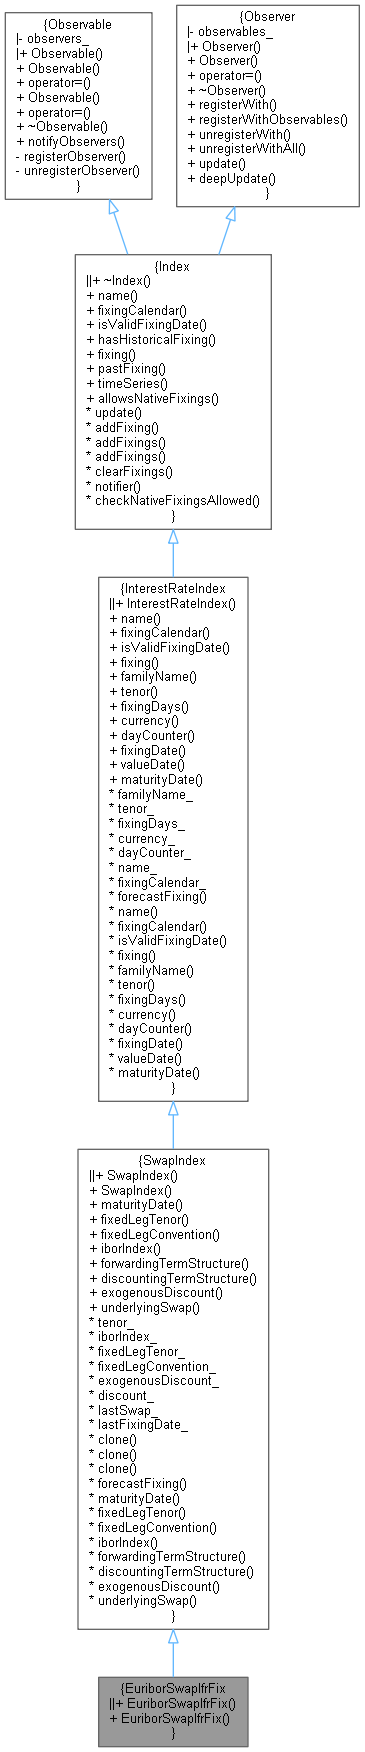 {Observable
|- observers_
|+ Observable()
+ Observable()
+ operator=()
+ Observable()
+ operator=()
+ ~Observable()
+ notifyObservers()
- registerObserver()
- unregisterObserver()
}
{Observer
|- observables_
|+ Observer()
+ Observer()
+ operator=()
+ ~Observer()
+ registerWith()
+ registerWithObservables()
+ unregisterWith()
+ unregisterWithAll()
+ update()
+ deepUpdate()
}
{Index
||+ ~Index()
+ name()
+ fixingCalendar()
+ isValidFixingDate()
+ hasHistoricalFixing()
+ fixing()
+ pastFixing()
+ timeSeries()
+ allowsNativeFixings()
* update()
* addFixing()
* addFixings()
* addFixings()
* clearFixings()
* notifier()
* checkNativeFixingsAllowed()
}
{InterestRateIndex
||+ InterestRateIndex()
+ name()
+ fixingCalendar()
+ isValidFixingDate()
+ fixing()
+ familyName()
+ tenor()
+ fixingDays()
+ currency()
+ dayCounter()
+ fixingDate()
+ valueDate()
+ maturityDate()
* familyName_
* tenor_
* fixingDays_
* currency_
* dayCounter_
* name_
* fixingCalendar_
* forecastFixing()
* name()
* fixingCalendar()
* isValidFixingDate()
* fixing()
* familyName()
* tenor()
* fixingDays()
* currency()
* dayCounter()
* fixingDate()
* valueDate()
* maturityDate()
}
{SwapIndex
||+ SwapIndex()
+ SwapIndex()
+ maturityDate()
+ fixedLegTenor()
+ fixedLegConvention()
+ iborIndex()
+ forwardingTermStructure()
+ discountingTermStructure()
+ exogenousDiscount()
+ underlyingSwap()
* tenor_
* iborIndex_
* fixedLegTenor_
* fixedLegConvention_
* exogenousDiscount_
* discount_
* lastSwap_
* lastFixingDate_
* clone()
* clone()
* clone()
* forecastFixing()
* maturityDate()
* fixedLegTenor()
* fixedLegConvention()
* iborIndex()
* forwardingTermStructure()
* discountingTermStructure()
* exogenousDiscount()
* underlyingSwap()
}
{EuriborSwapIfrFix
||+ EuriborSwapIfrFix()
+ EuriborSwapIfrFix()
}